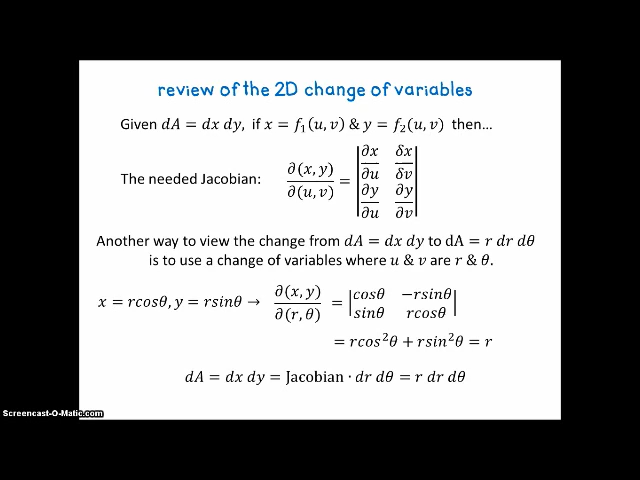 review of the 2D change of variables
Given dA = dx dy, if x = f₁(u, v) & y = f₂(u, v) then...
The needed Jacobian: ∂(x, y)/∂(u, v) = |∂x/∂u δx/δv|
|∂y/∂u ∂y/∂v|
Another way to view the change from dA = dx dy to dA = r dr dθ
is to use a change of variables where u & v are r & θ.
x = rcosθ, y = rsinθ → ∂(x, y)/∂(r, θ) = |cosθ −rsinθ|
|sinθ rcosθ|
= rcos²θ + rsin²θ = r
dA = dx dy = Jacobian · dr dθ = r dr dθ
Screencast-O-Matic.com